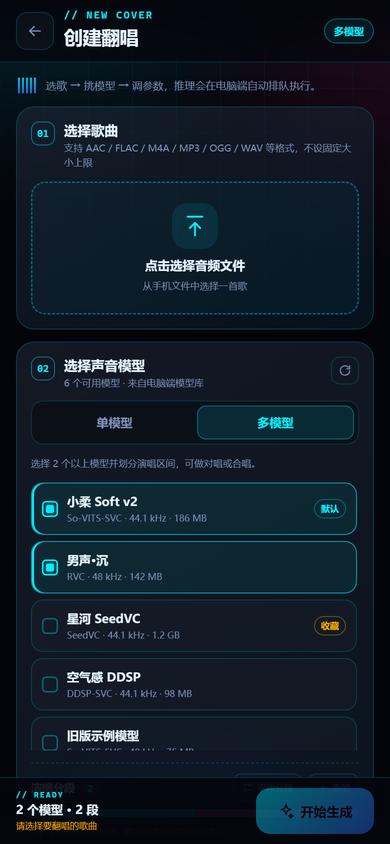 // NEW COVER
创建翻唱
多模型
选歌 → 挑模型 → 调参数，推理会在电脑端自动排队执行。
01
选择歌曲
支持 AAC / FLAC / M4A / MP3 / OGG / WAV 等格式，不设固定大
小上限
点击选择音频文件
从手机文件中选择一首歌
02
选择声音模型
6 个可用模型 · 来自电脑端模型库
单模型
多模型
选择 2 个以上模型并划分演唱区间，可做对唱或合唱。
小柔 Soft v2
默认
So-VITS-SVC · 44.1 kHz · 186 MB
男声·沉
RVC · 48 kHz · 142 MB
星河 SeedVC
收藏
SeedVC · 44.1 kHz · 1.2 GB
空气感 DDSP
DDSP-SVC · 44.1 kHz · 98 MB
旧版示例模型
// READY
2 个模型 · 2 段
请选择要翻唱的歌曲
开始生成